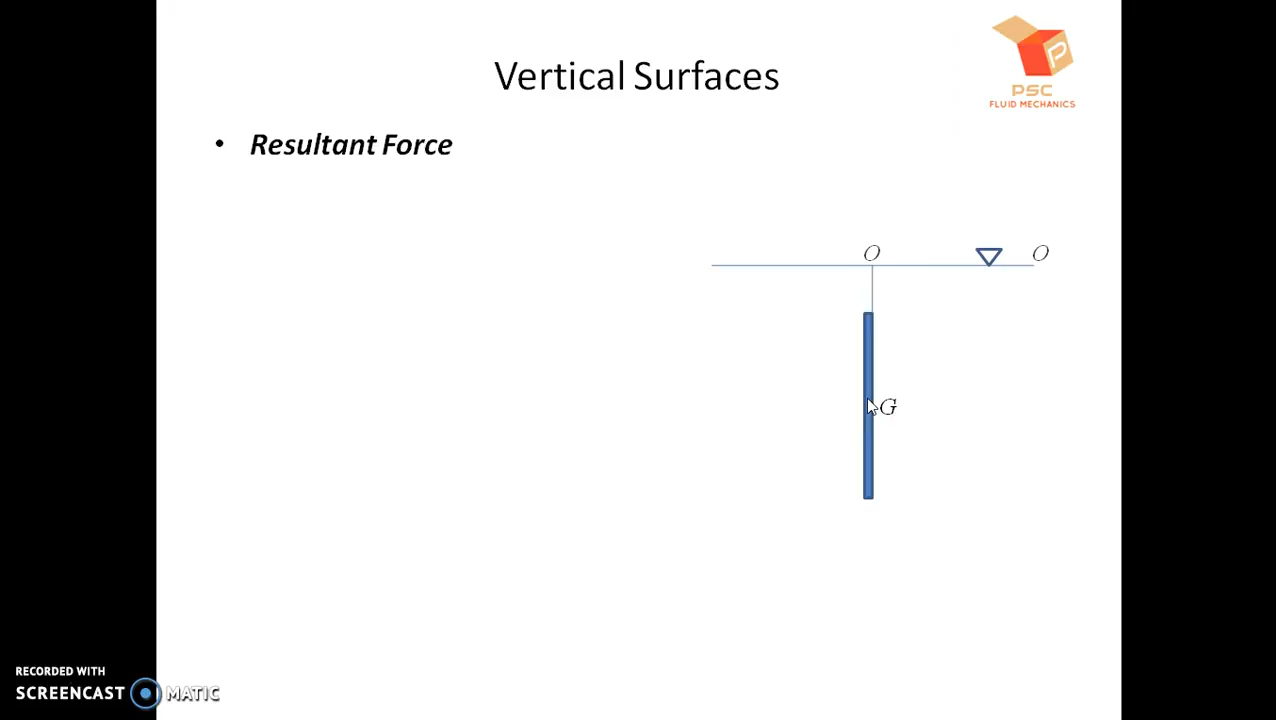 Vertical Surfaces
P
PSC
FLUID MECHANICS
• Resultant Force
O
O
G
RECORDED WITH
SCREENCAST MATIC